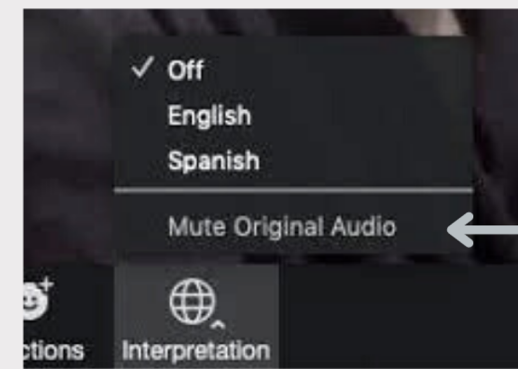 Off
English
Spanish
Mute Original Audio
ctions Interpretation